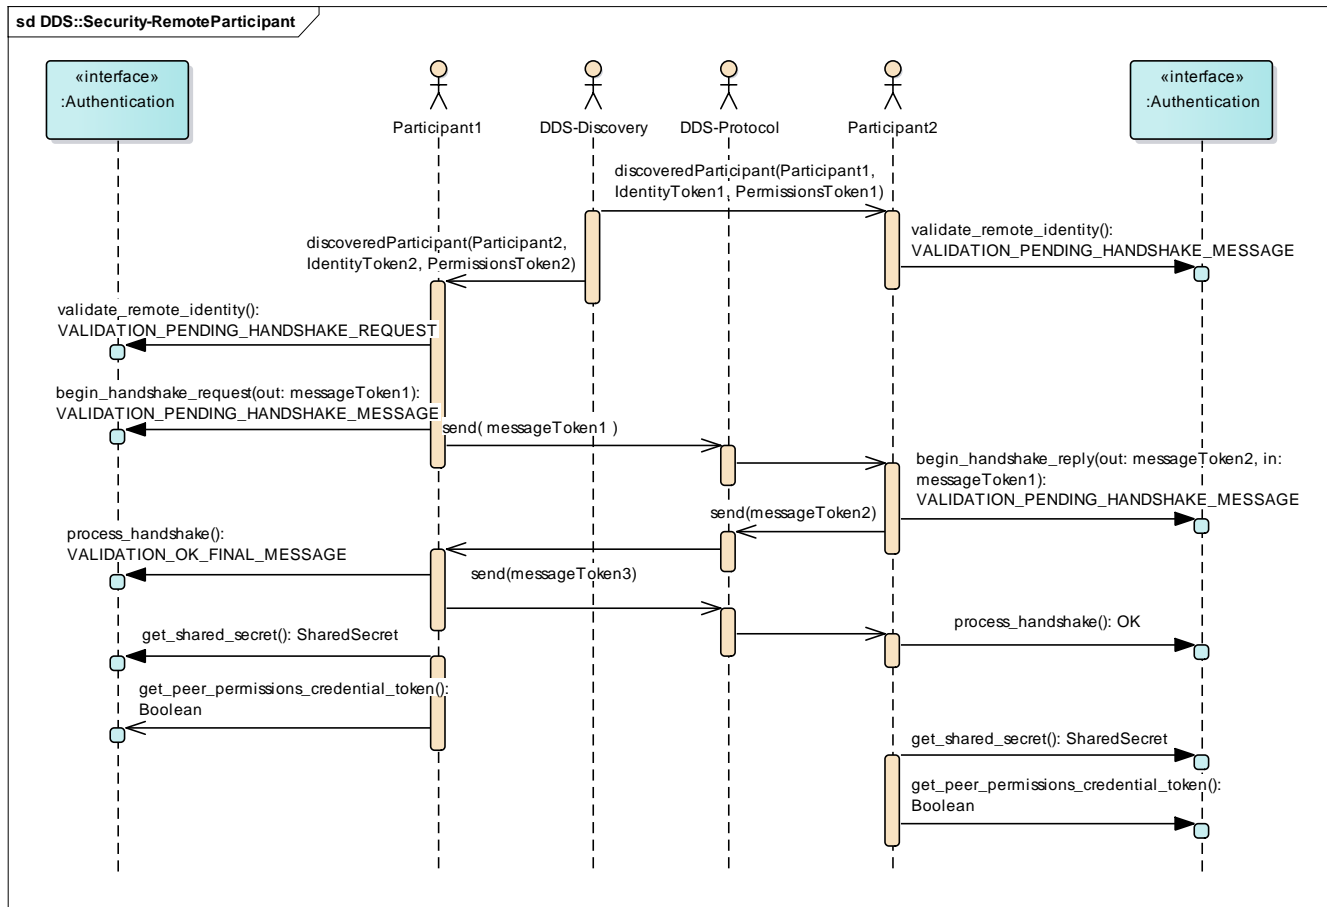 sd DDS::Security-RemoteParticipant
«interface»
:Authentication
Participant1
DDS-Discovery
DDS-Protocol
Participant2
«interface»
:Authentication
discoveredParticipant(Participant1,
IdentityToken1, PermissionsToken1)
validate_remote_identity():
VALIDATION_PENDING_HANDSHAKE_MESSAGE
discoveredParticipant(Participant2,
IdentityToken2, PermissionsToken2)
validate_remote_identity():
VALIDATION_PENDING_HANDSHAKE_REQUEST
begin_handshake_request(out: messageToken1):
VALIDATION_PENDING_HANDSHAKE_MESSAGE
send( messageToken1 )
begin_handshake_reply(out: messageToken2, in:
messageToken1):
VALIDATION_PENDING_HANDSHAKE_MESSAGE
send(messageToken2)
process_handshake():
VALIDATION_OK_FINAL_MESSAGE
send(messageToken3)
process_handshake(): OK
get_shared_secret(): SharedSecret
get_peer_permissions_credential_token():
Boolean
get_shared_secret(): SharedSecret
get_peer_permissions_credential_token():
Boolean